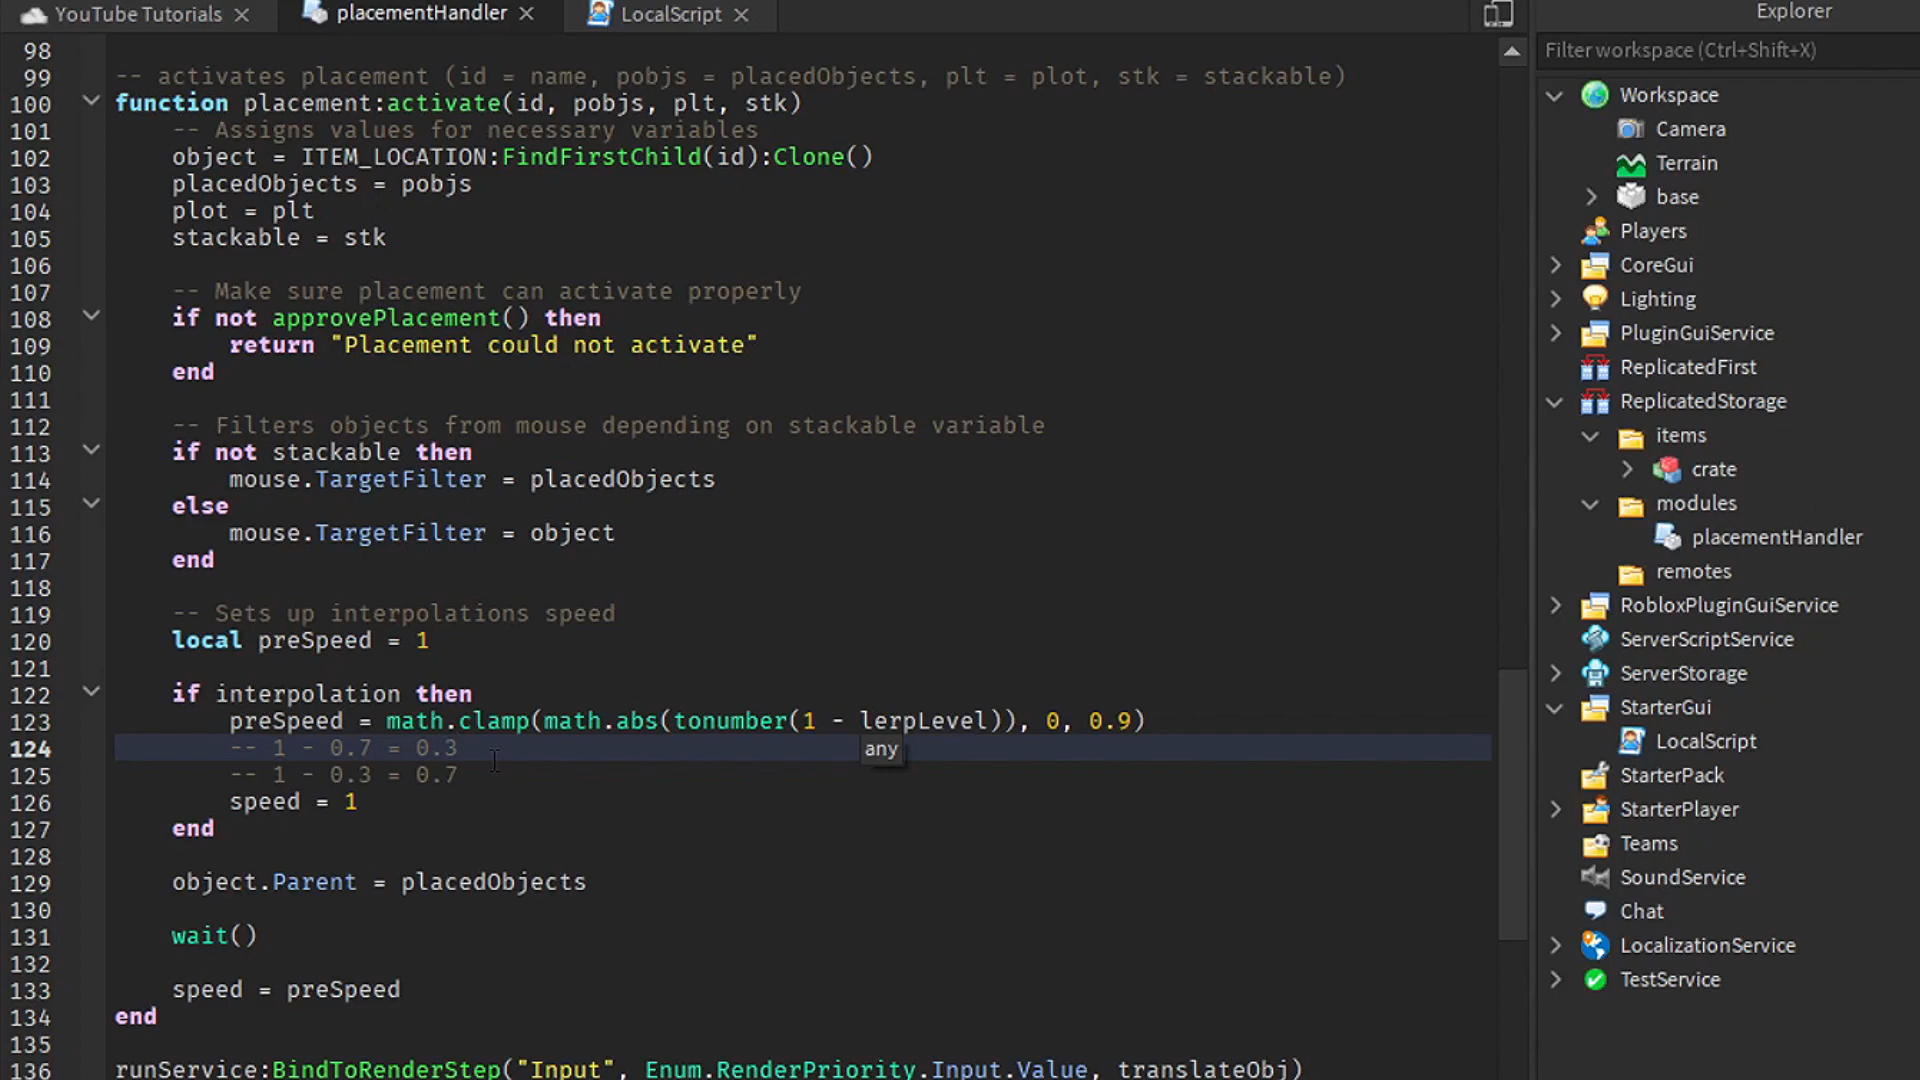 YouTube Tutorials
placementHandler
LocalScript
98
99 -- activates placement (id = name, pobjs = placedObjects, plt = plot, stk = stackable)
100 function placement:activate(id, pobjs, plt, stk)
101 -- Assigns values for necessary variables
102 object = ITEM_LOCATION:FindFirstChild(id):Clone()
103 placedObjects = pobjs
104 plot = plt
105 stackable = stk
106
107 -- Make sure placement can activate properly
108 if not approvePlacement() then
109 return "Placement could not activate"
110 end
111
112 -- Filters objects from mouse depending on stackable variable
113 if not stackable then
114 mouse.TargetFilter = placedObjects
115 else
116 mouse.TargetFilter = object
117 end
118
119 -- Sets up interpolations speed
120 local preSpeed = 1
121
122 if interpolation then
123 preSpeed = math.clamp(math.abs(tonumber(1 - lerpLevel)), 0, 0.9)
124 -- 1 - 0.7 = 0.3
any
125 -- 1 - 0.3 = 0.7
126 speed = 1
127 end
128
129 object.Parent = placedObjects
130
131 wait()
132
133 speed = preSpeed
134 end
135
136 runService:BindToRenderStep("Input", Enum.RenderPriority.Input.Value, translateObj)
Explorer
Filter workspace (Ctrl+Shift+X)
Workspace
Camera
Terrain
base
Players
CoreGui
Lighting
PluginGuiService
ReplicatedFirst
ReplicatedStorage
items
crate
modules
placementHandler
remotes
RobloxPluginGuiService
ServerScriptService
ServerStorage
StarterGui
LocalScript
StarterPack
StarterPlayer
Teams
SoundService
Chat
LocalizationService
TestService